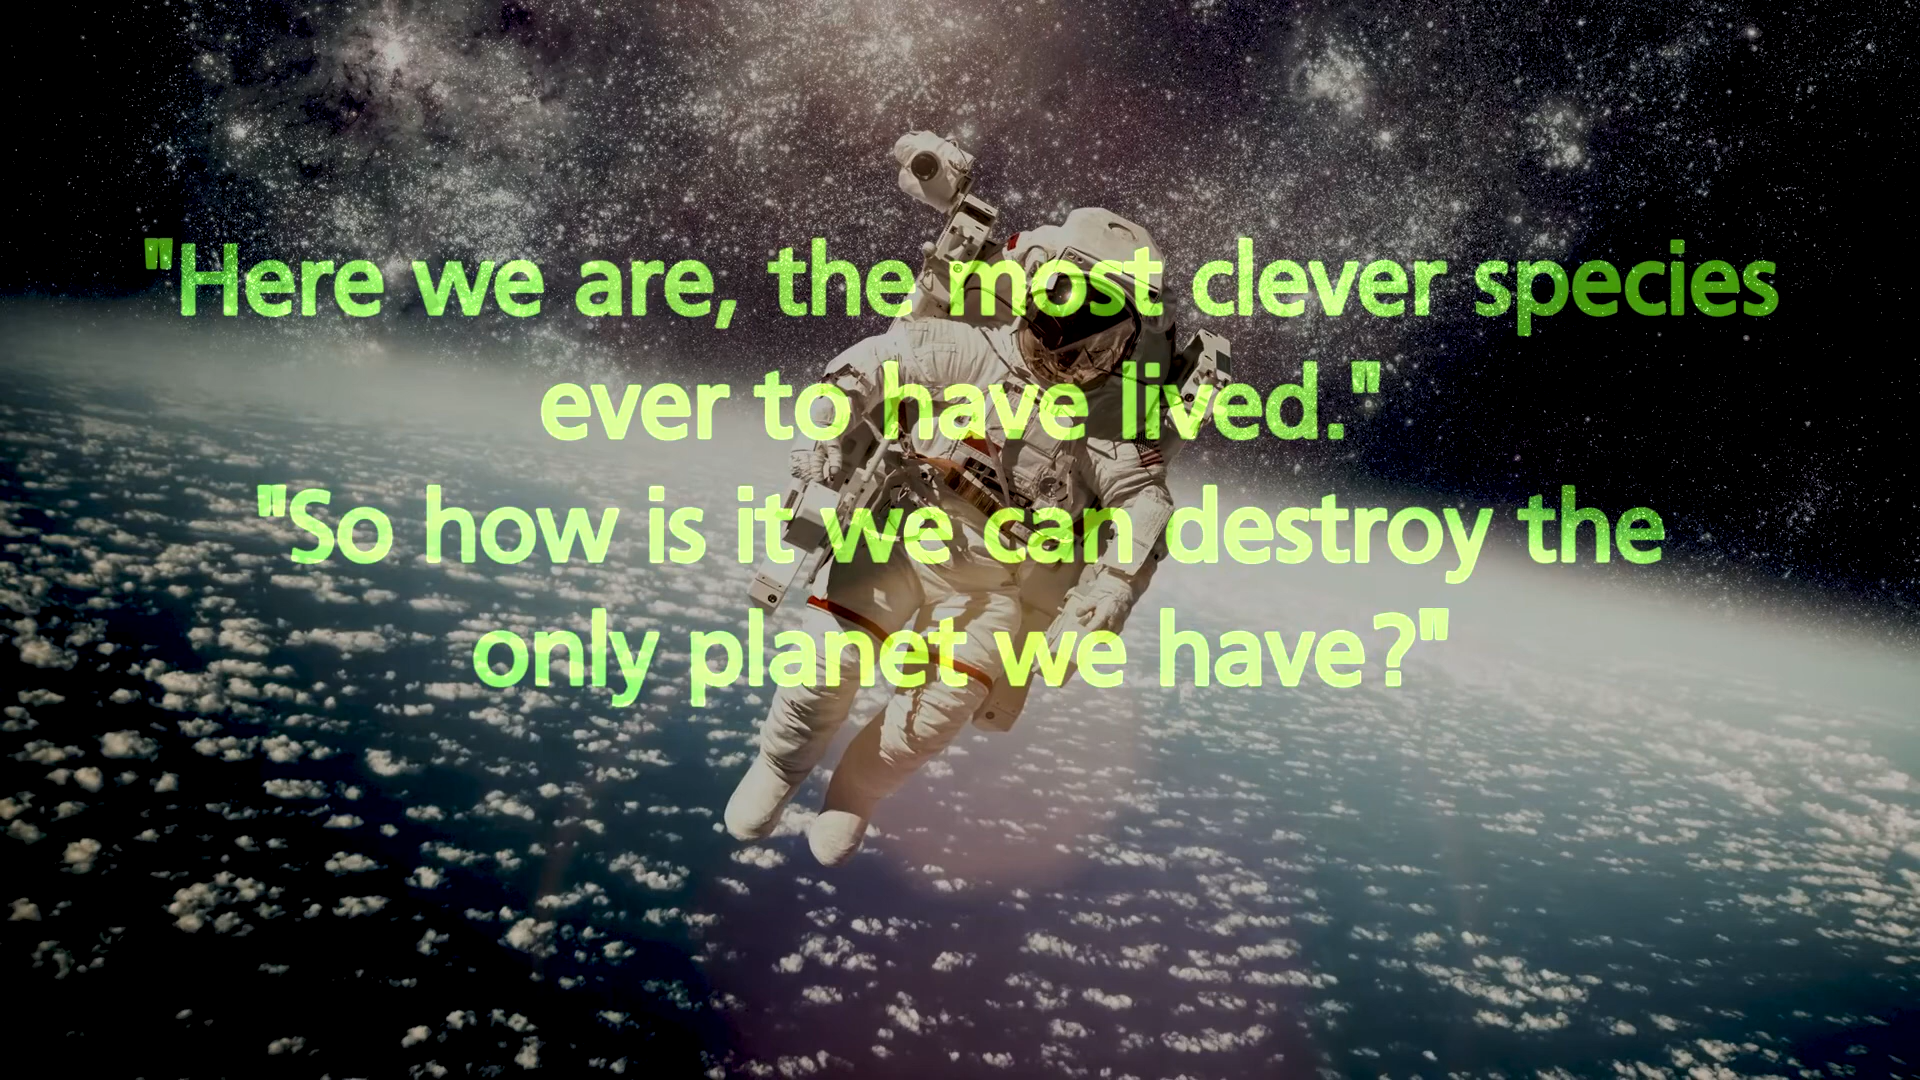 "Here we are, the most clever species
ever to have lived."
"So how is it we can destroy the
only planet we have?"